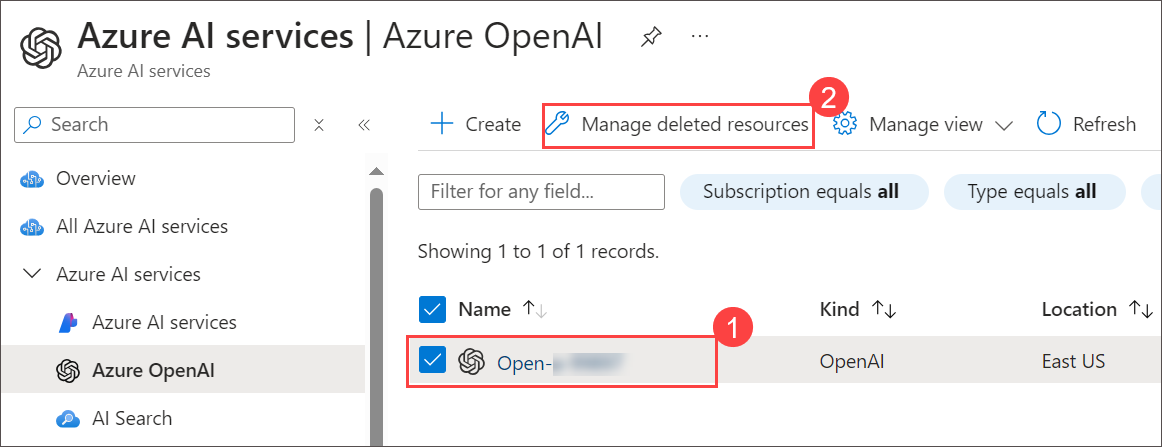 Azure AI services | Azure OpenAI
Azure AI services
Search
Create
Manage deleted resources
2
Manage view
Refresh
Overview
All Azure AI services
Azure AI services
Azure AI services
Azure OpenAI
AI Search
Filter for any field...
Subscription equals all
Type equals all
Showing 1 to 1 of 1 records.
Name
Kind
Location
1
Open-
OpenAI
East US